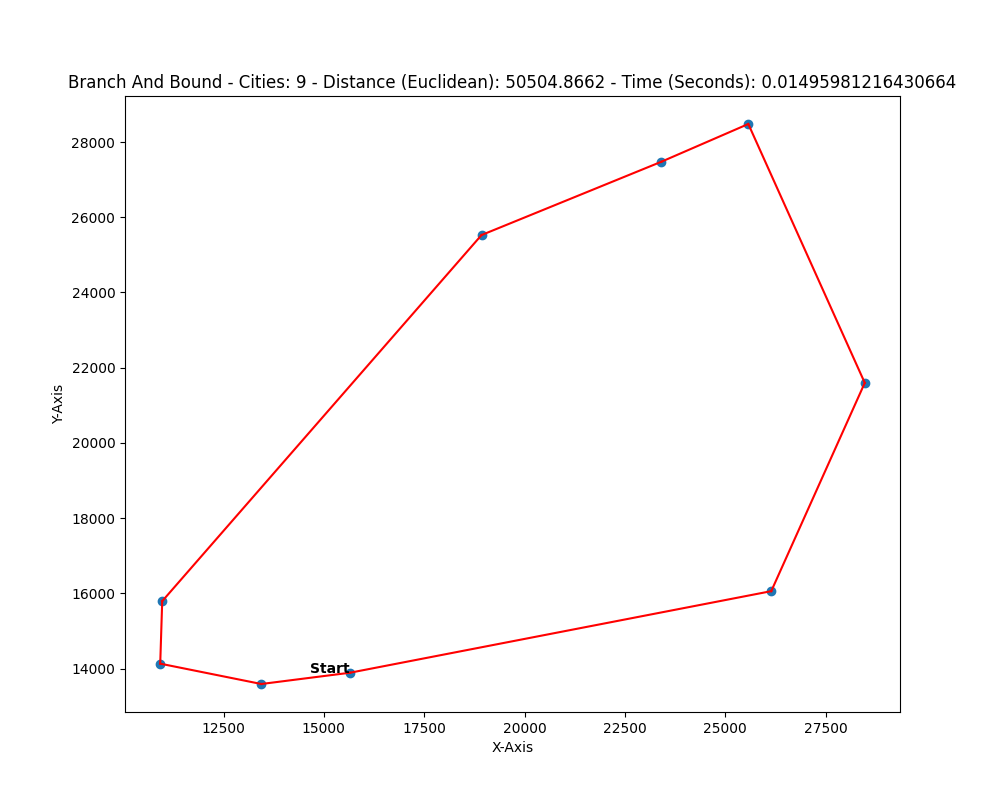 Branch And Bound - Cities: 9 - Distance (Euclidean): 50504.8662 - Time (Seconds): 0.01495981216430664
28000
26000
24000
22000
20000
18000
16000
14000
Y-Axis
Start
12500 15000 17500 20000 22500 25000 27500
X-Axis